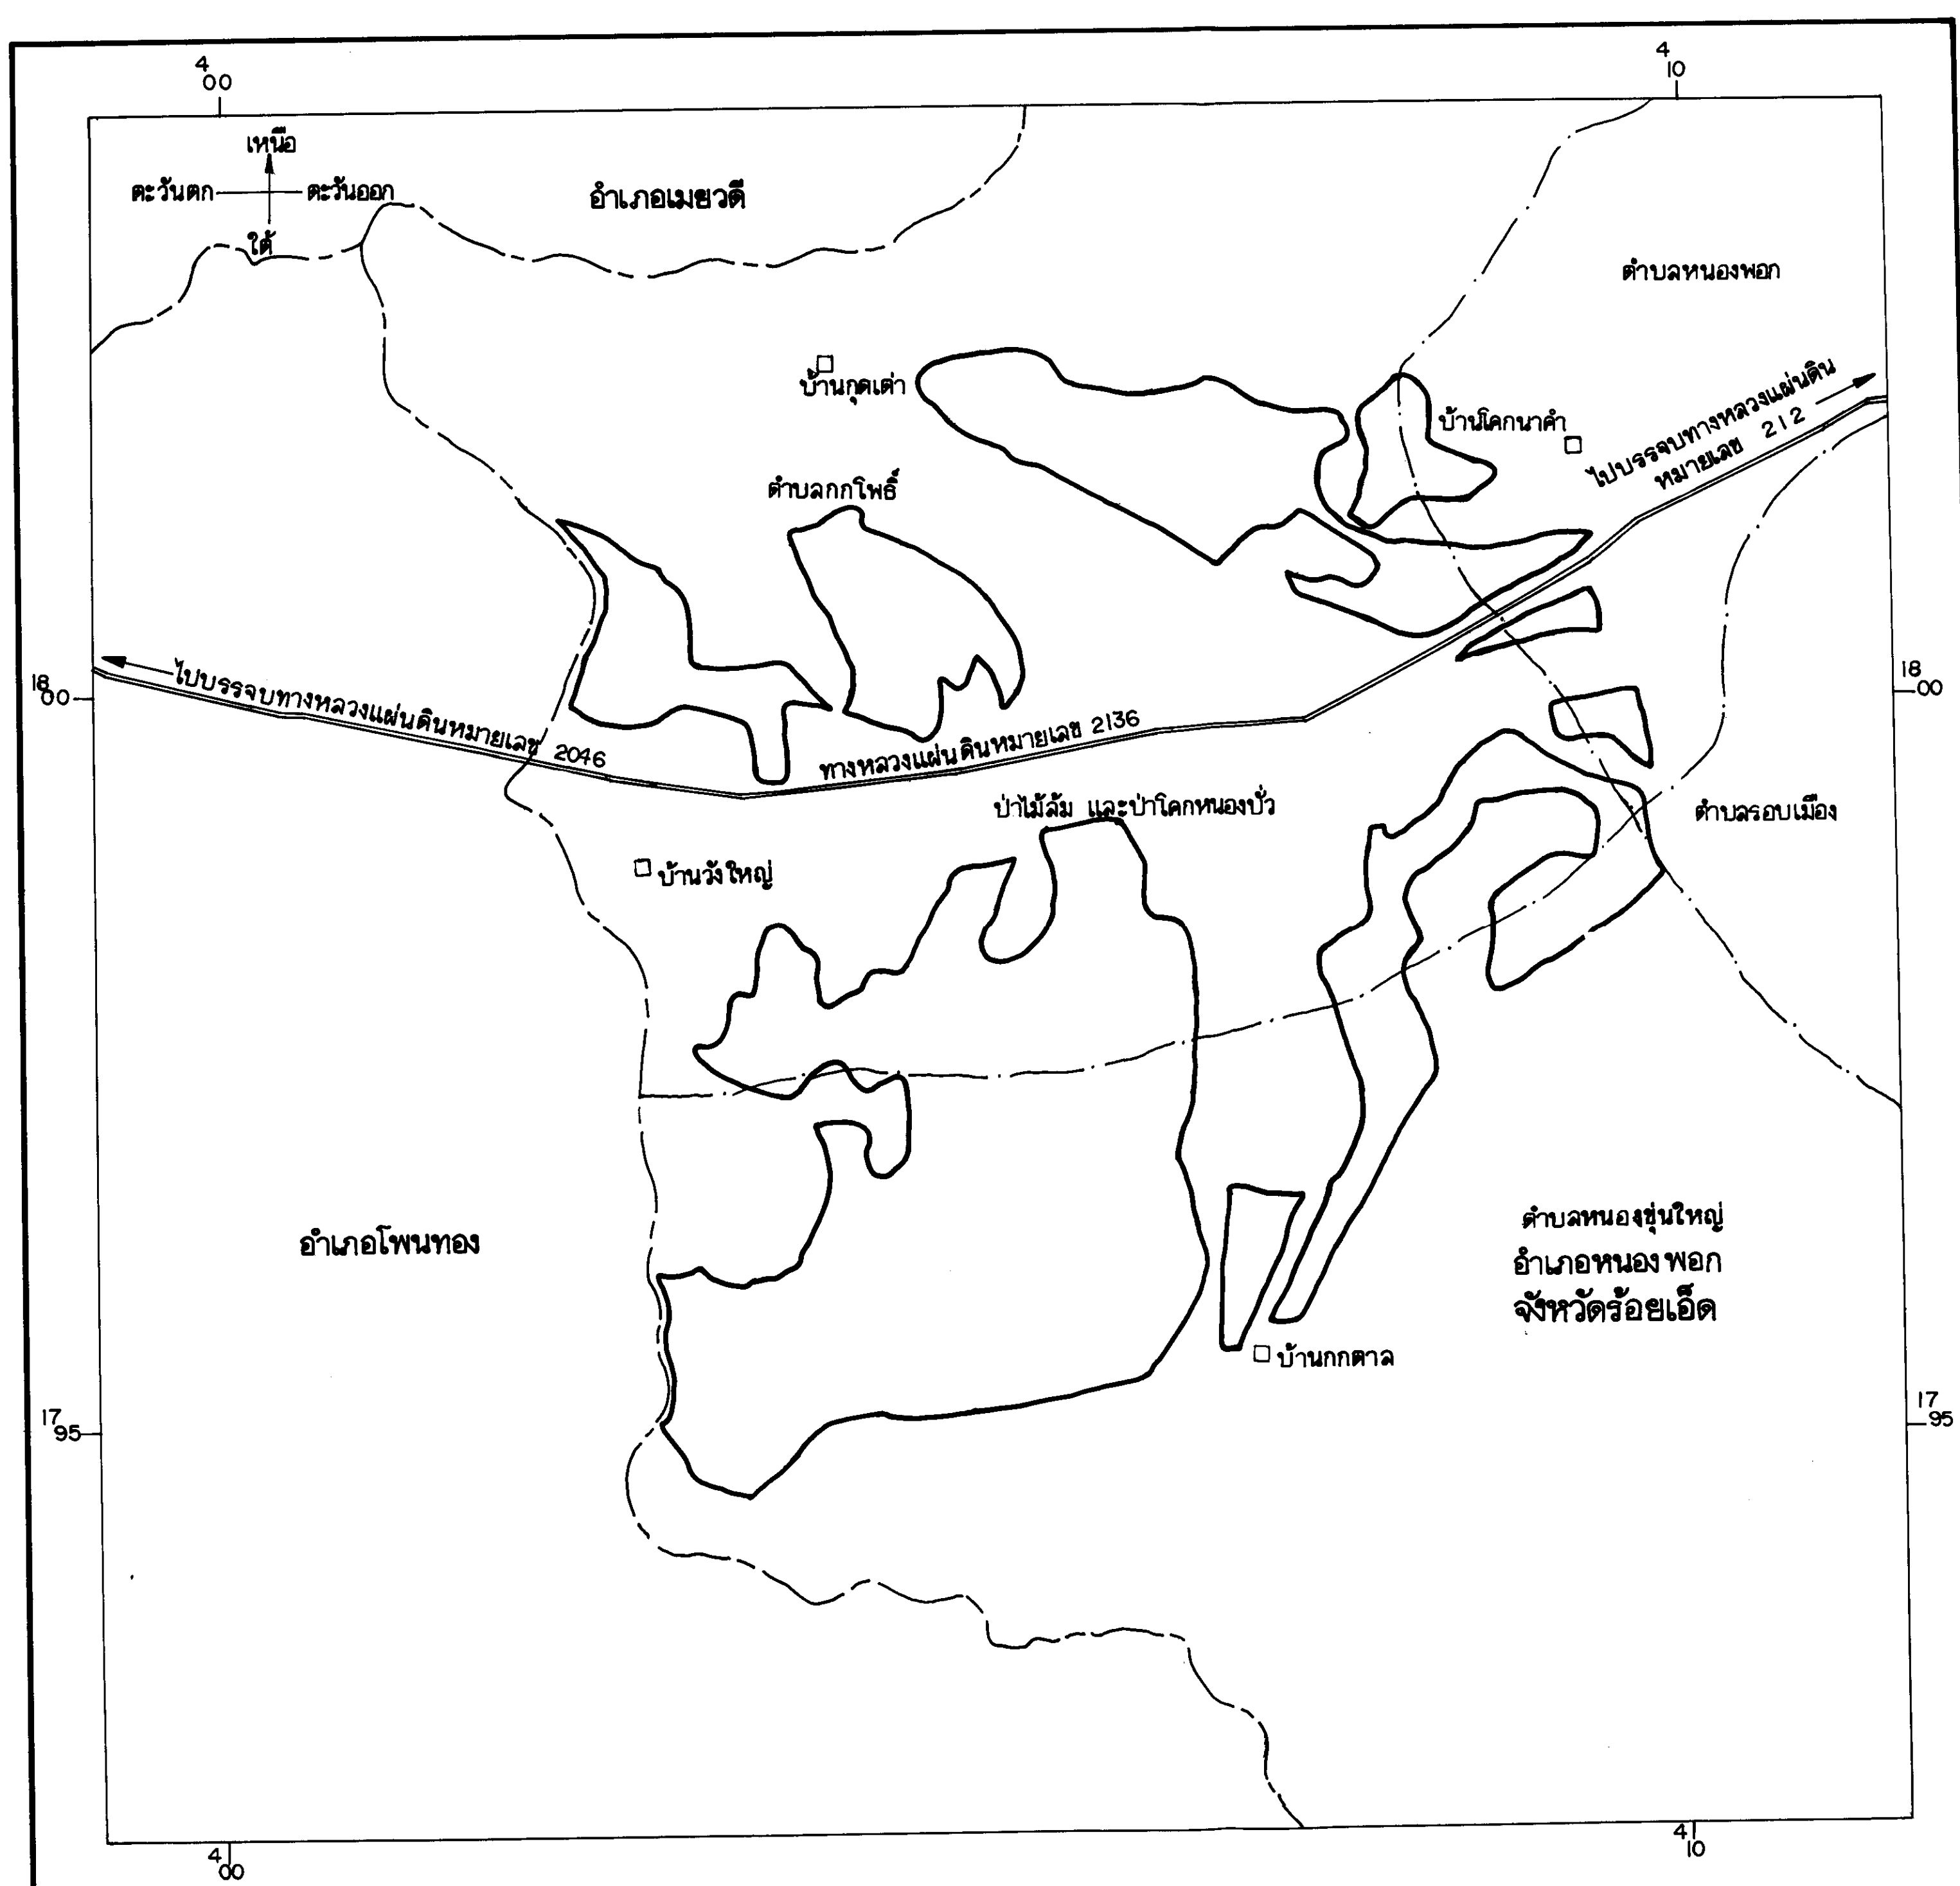 4
00
4
10
เหนือ
ตะวันตก
ตะวันออก
ใต้
อำเภอเมยวดี
ตำบลหนองพอก
บ้านกุดเต่า
บ้านโคกนาคำ
ไปบรรจบทางหลวงแผ่นดิน
หมายเลข 212
ตำบลกกโพธิ์
18
00
18
00
ไปบรรจบทางหลวงแผ่นดินหมายเลข 2046
ทางหลวงแผ่นดินหมายเลข 2136
ป่าไม้ล้ม และป่าโคกหนองบั่ว
ตำบลรอบเมือง
บ้านวังใหญ่
อำเภอโพนทอง
ตำบลหนองขุ่นใหญ่
อำเภอหนองพอก
จังหวัดร้อยเอ็ด
บ้านกกตาล
17
95
17
95
4
00
4
10